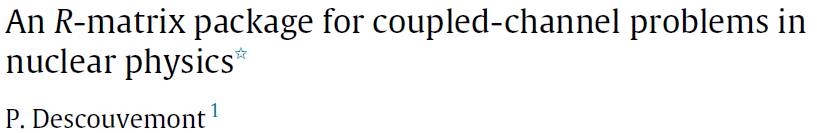 An R-matrix package for coupled-channel problems in
nuclear physics☆
P. Descouvemont 1